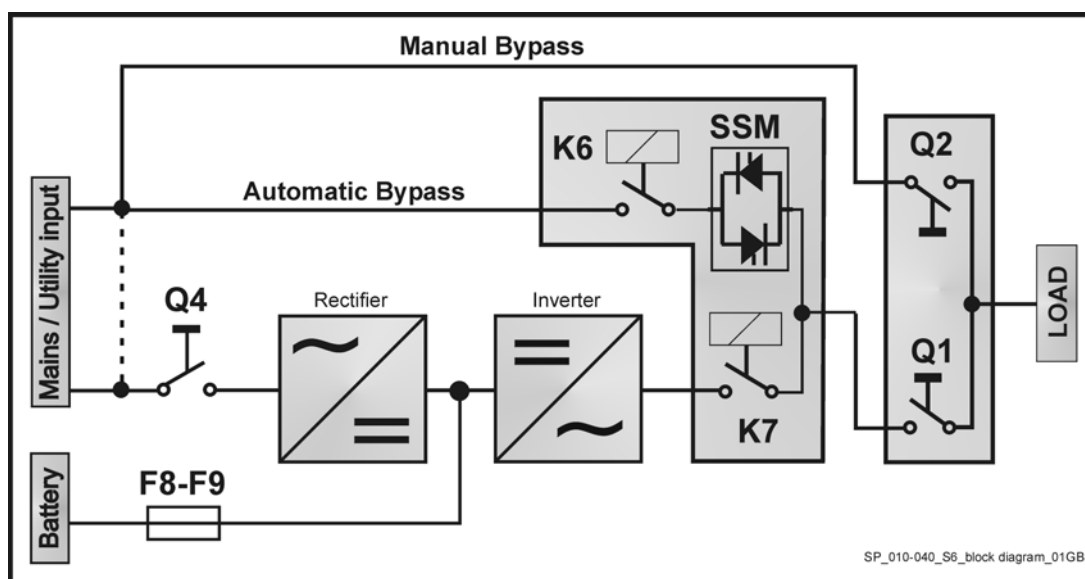 Manual Bypass
K6
SSM
Q2
Automatic Bypass
Mains / Utility input
Q4
Rectifier
Inverter
LOAD
Q1
K7
Battery
F8-F9
SP_010-040_S6_block diagram_01GB